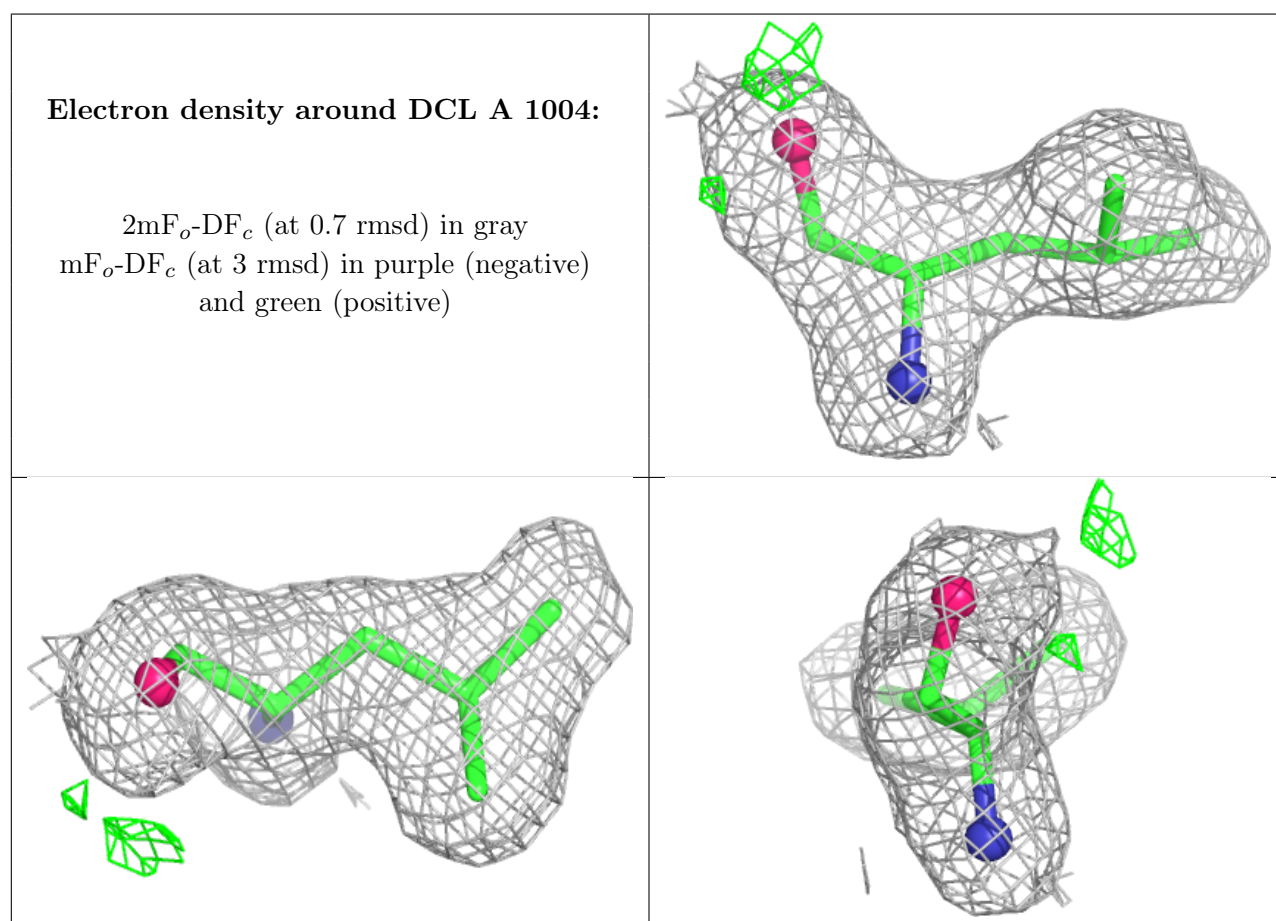 Electron density around DCL A 1004:
2mFo-DFc (at 0.7 rmsd) in gray
mFo-DFc (at 3 rmsd) in purple (negative)
and green (positive)